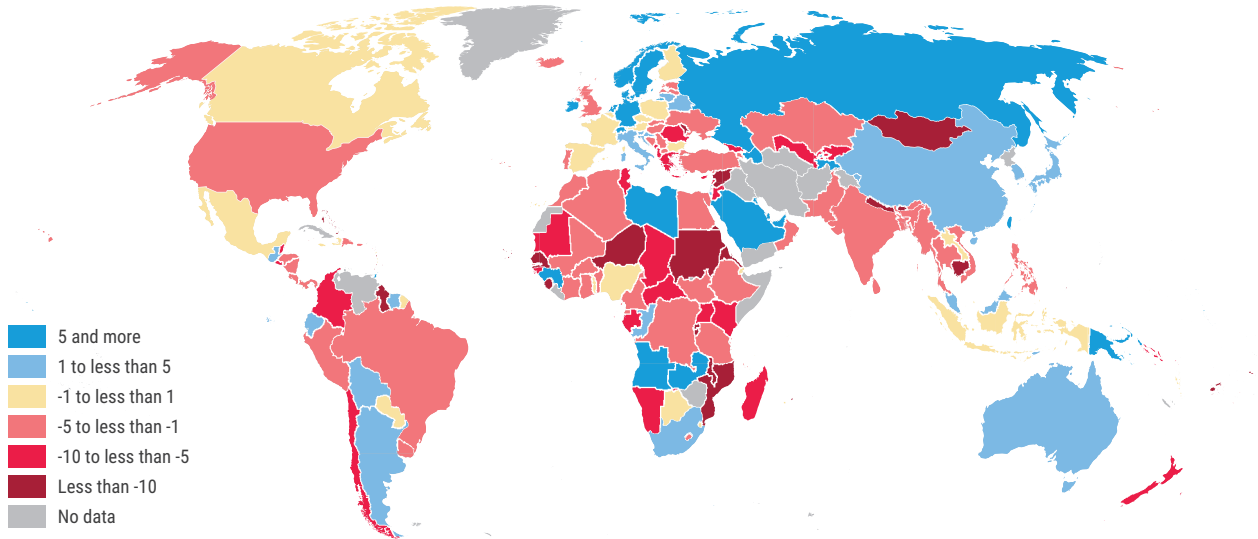 5 and more
1 to less than 5
-1 to less than 1
-5 to less than -1
-10 to less than -5
Less than -10
No data